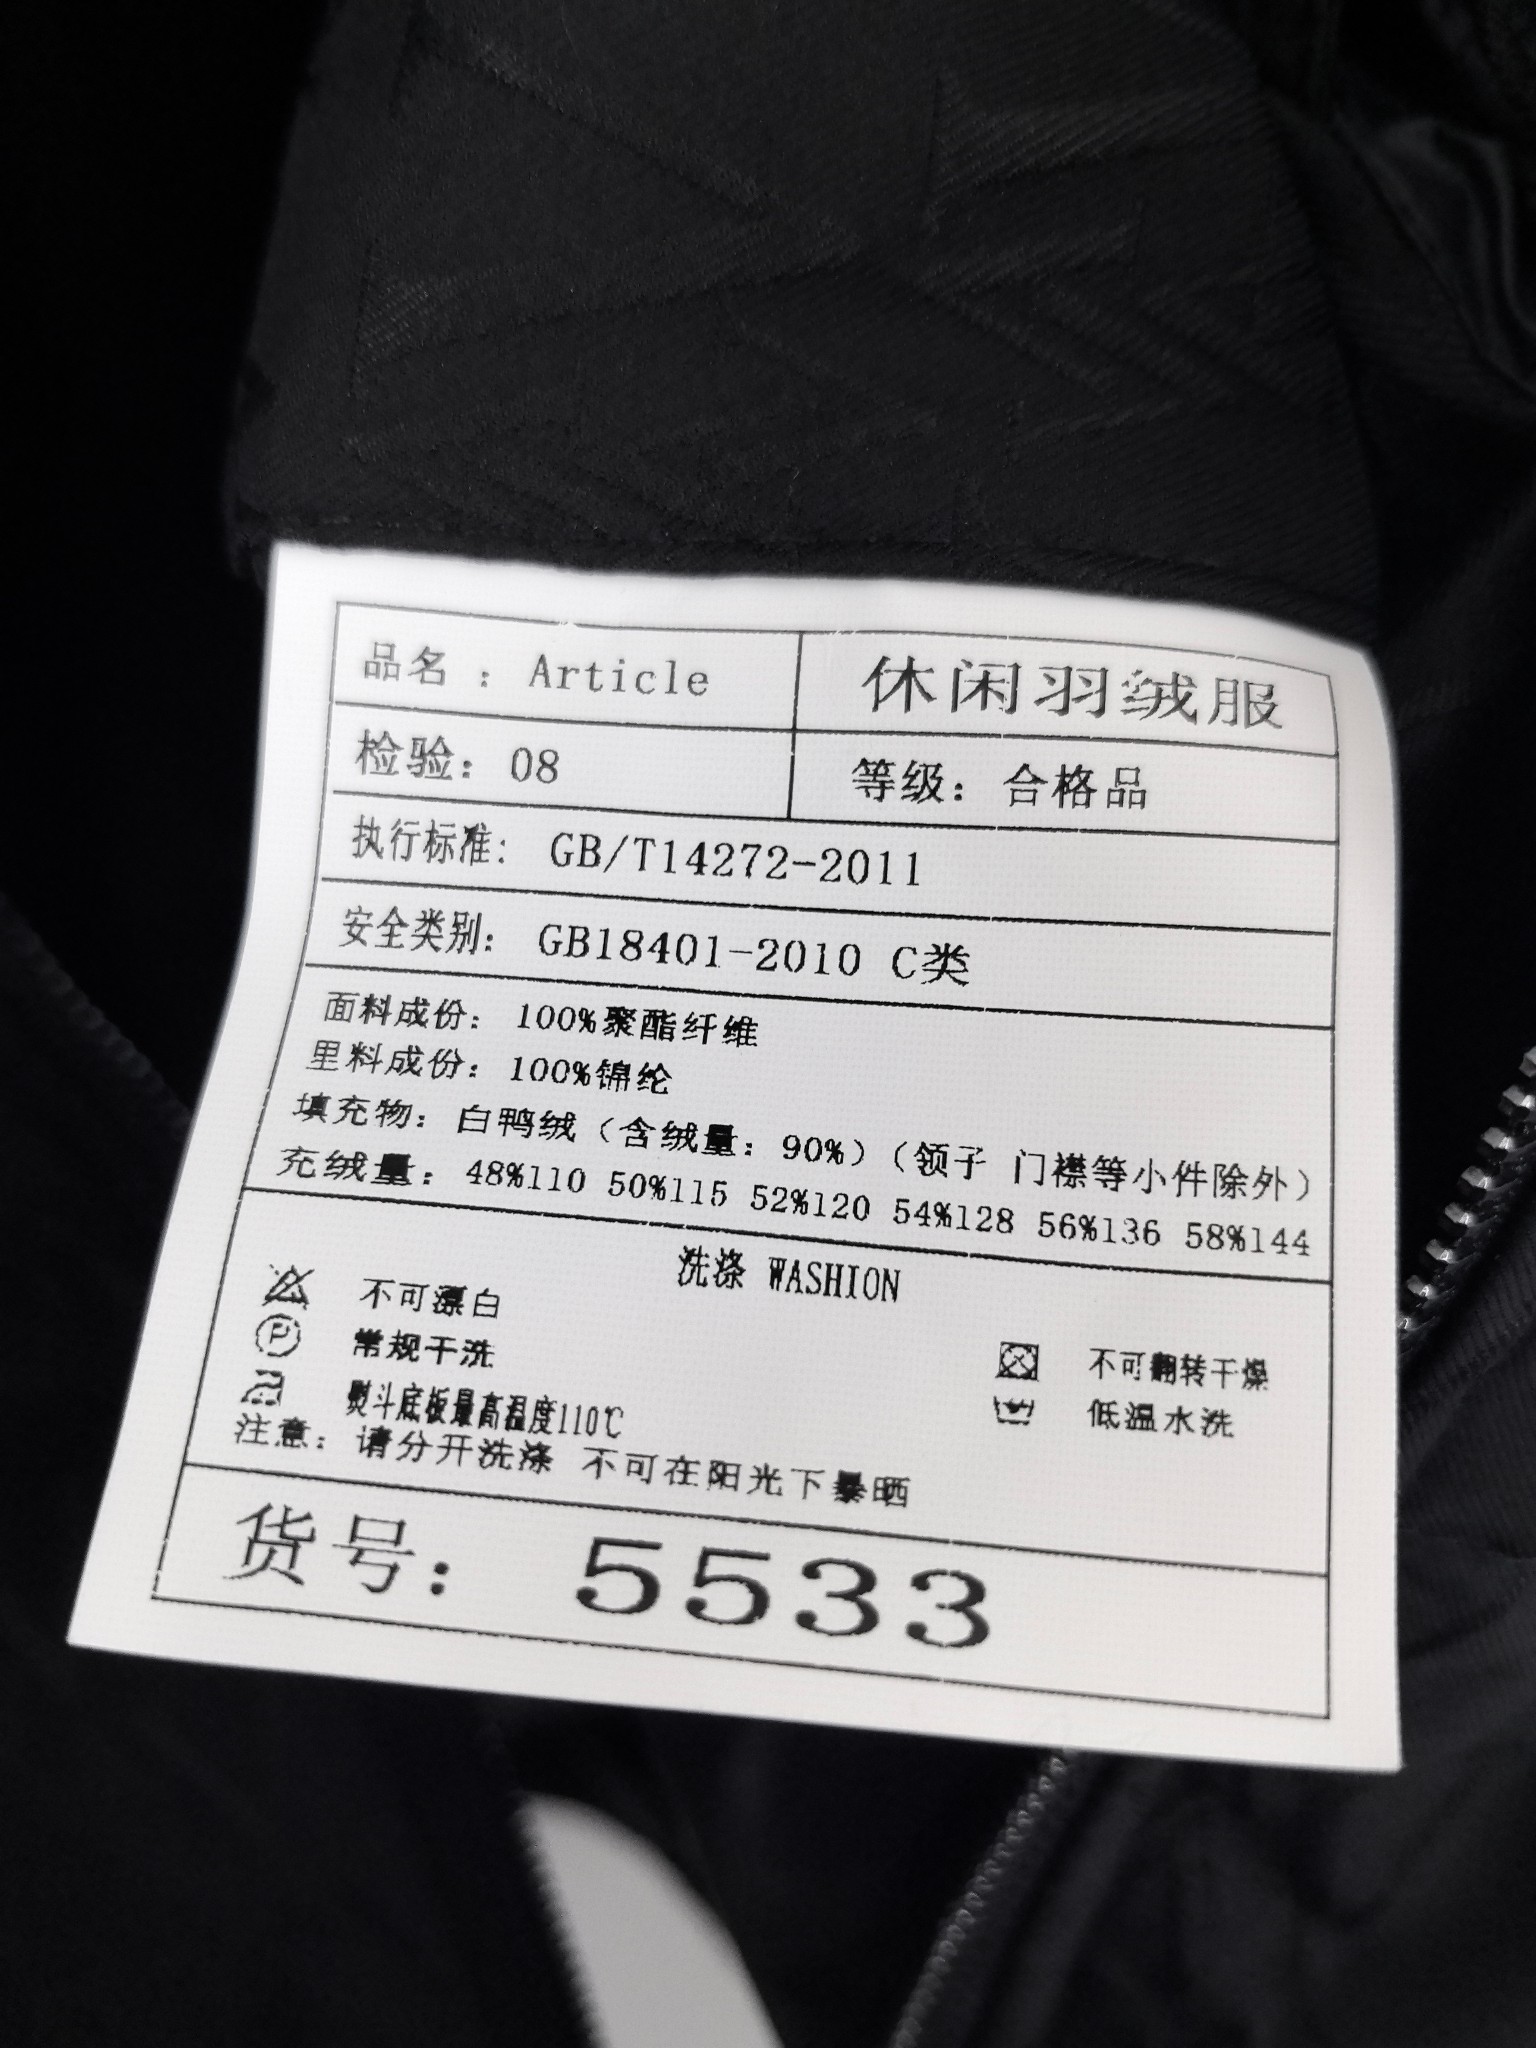 品名 : Article 休闲羽绒服
检验: 08 等级: 合格品
执行标准: GB/T14272-2011
安全类别: GB18401-2010 C类
面料成份: 100%聚酯纤维
里料成份: 100%锦纶
填充物: 白鸭绒(含绒量: 90%)(领子 门襟等小件除外)
充绒量: 48%110 50%115 52%120 54%128 56%136 58%144
洗涤 WASHION
不可漂白
P 常规干洗 不可翻转干燥
熨斗底板最高温度110℃ 低温水洗
注意: 请分开洗涤 不可在阳光下暴晒
货号: 5533